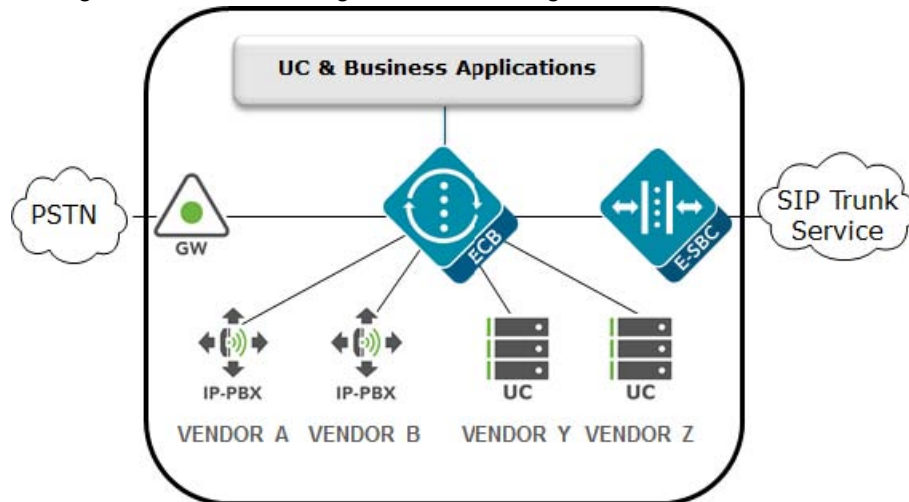 UC & Business Applications
PSTN
GW
ECB
E-SBC
SIP Trunk
Service
IP-PBX
IP-PBX
UC
UC
VENDOR A
VENDOR B
VENDOR Y
VENDOR Z